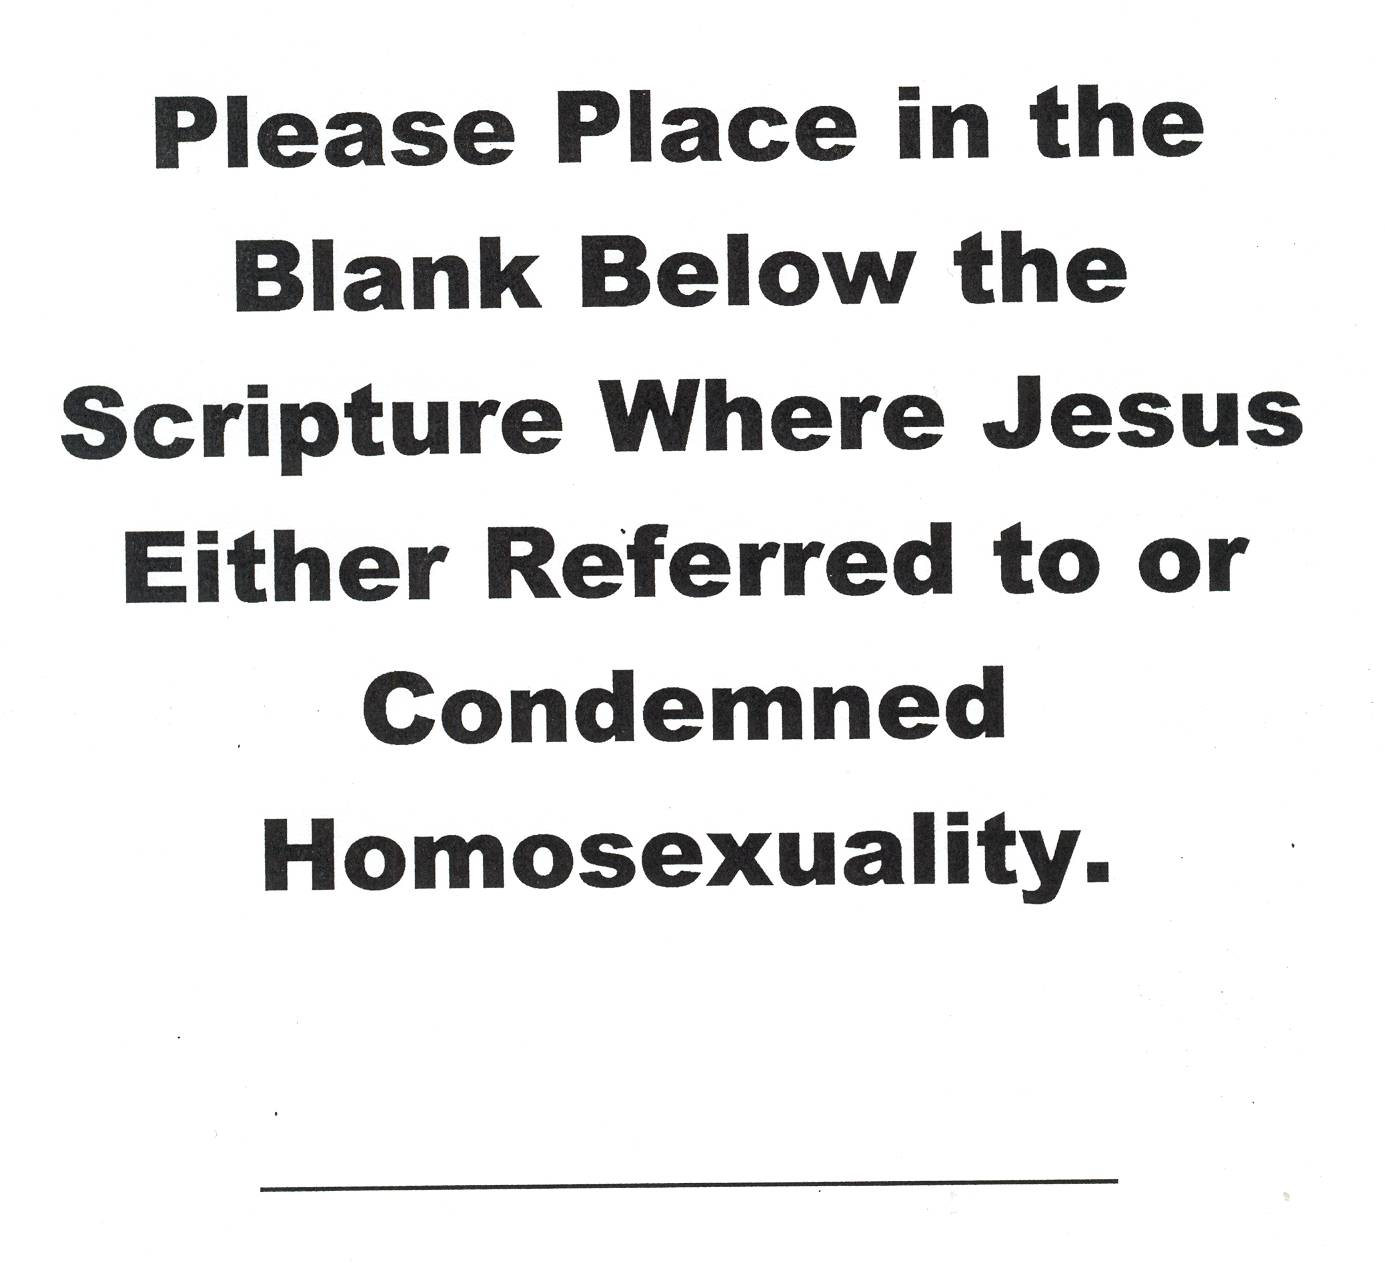 Please Place in the
Blank Below the
Scripture Where Jesus
Either Referred to or
Condemned
Homosexuality.